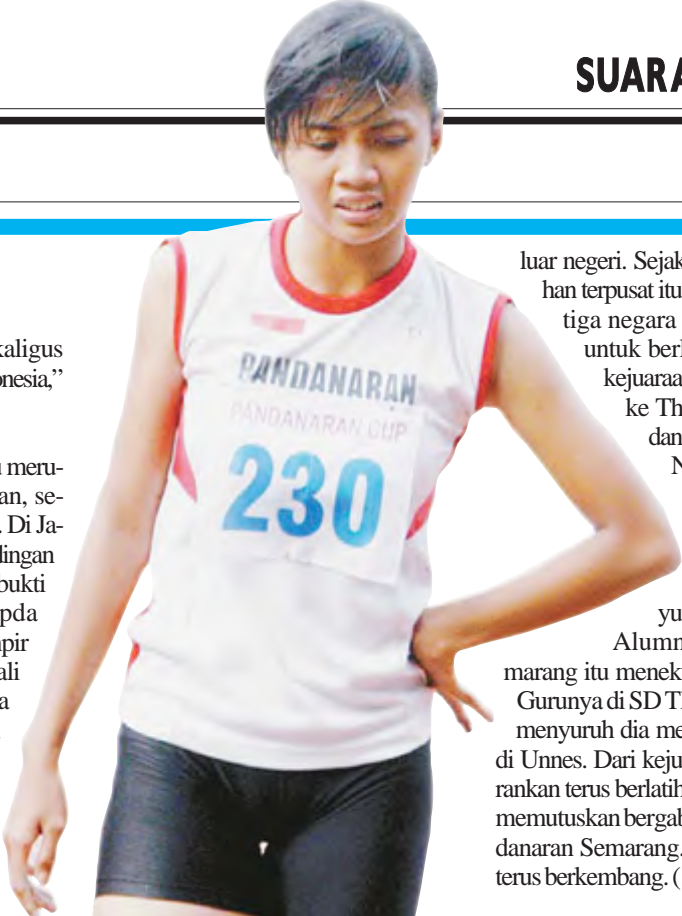 SUARA
kaligus
onesia,”
u meru-
an, se-
. Di Ja-
dingan
bukti
pda
pir
ali
a
PANDANARAN
PANDANARAN CUP
230
luar negeri. Sejak
han terpusat itu
tiga negara
untuk berl
kejuaraa
ke Th
dan
N
yu
Alumn
marang itu menek
Gurunya di SD Tl
menyuruh dia me
di Unnes. Dari keju
rankan terus berlatih
memutuskan bergab
danaran Semarang.
terus berkembang. (